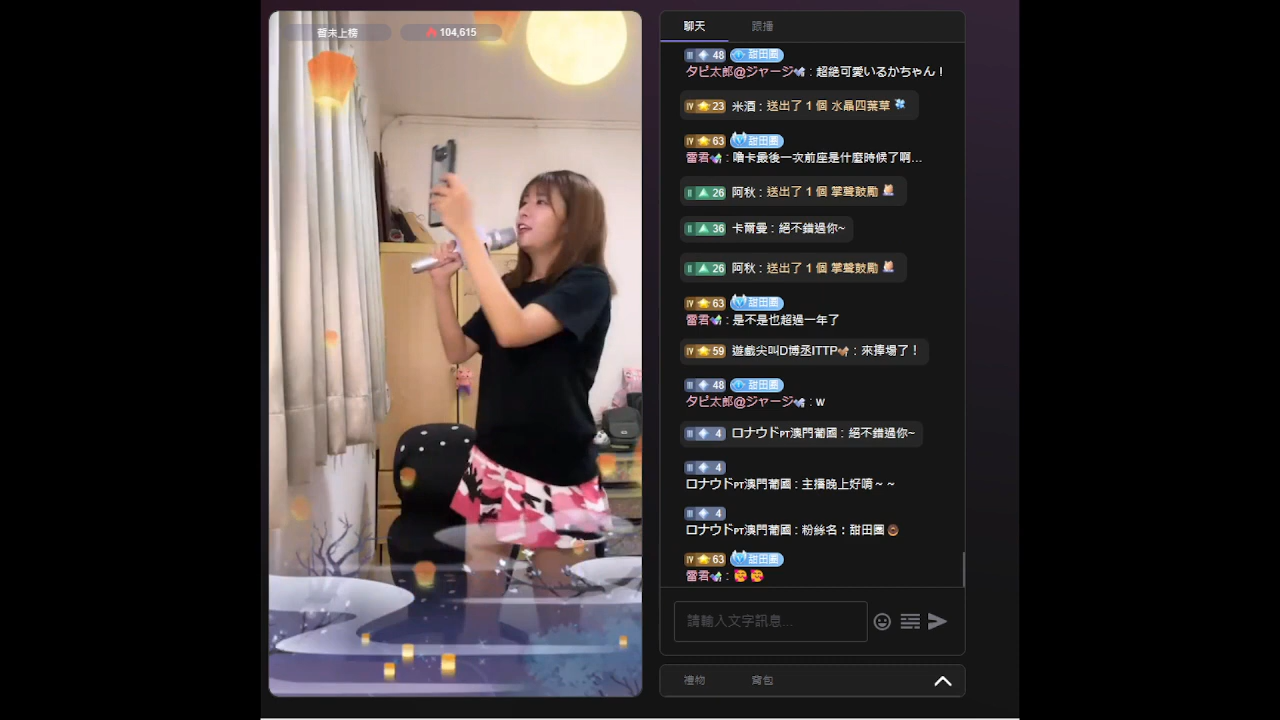 暫未上榜
104,615
聊天
跟播
III 48 甜田圈
タピ太郎@ジャージ : 超絶可愛いるかちゃん！
IV 23 米酒 : 送出了 1 個 水晶四葉草
IV 63 甜田圈
雷君 : 嚕卡最後一次前座是什麼時候了啊...
II 26 阿秋 : 送出了 1 個 掌聲鼓勵
II 36 卡爾曼 : 絕不錯過你~
II 26 阿秋 : 送出了 1 個 掌聲鼓勵
IV 63 甜田圈
雷君 : 是不是也超過一年了
IV 59 遊戲尖叫D博丞ITTP : 來捧場了！
III 48 甜田圈
タピ太郎@ジャージ : w
III 4 ロナウドPT澳門葡國 : 絕不錯過你~
III 4
ロナウドPT澳門葡國 : 主播晚上好唷～～
III 4
ロナウドPT澳門葡國 : 粉絲名：甜田圈🍩
IV 63 甜田圈
雷君 : 🥰 🥰
請輸入文字訊息...
禮物
背包